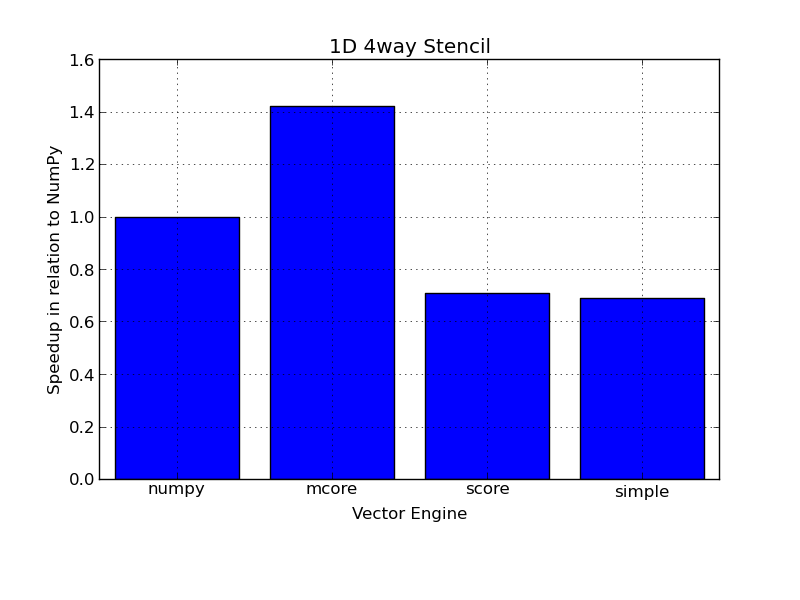 1D 4way Stencil
1.6
1.4
1.2
1.0
0.8
0.6
0.4
0.2
0.0
Speedup in relation to NumPy
numpy mcore score simple
Vector Engine